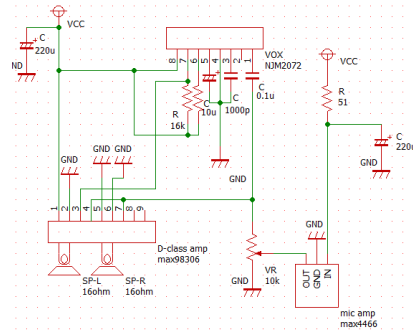 VCC
C
220u
ND
8 7 6 5 4 3 2 1
VOX
NJM2072
VCC
R
16k
C
10u
C
1000p
C
0.1u
R
51
C
220u
GND
GND
GND
GND
GND
1 2 3 4 5 6 7 8 9
D-class amp
max98306
SP-L
16ohm
SP-R
16ohm
VR
10k
GND
GND
OUT
GND
IN
mic amp
max4466